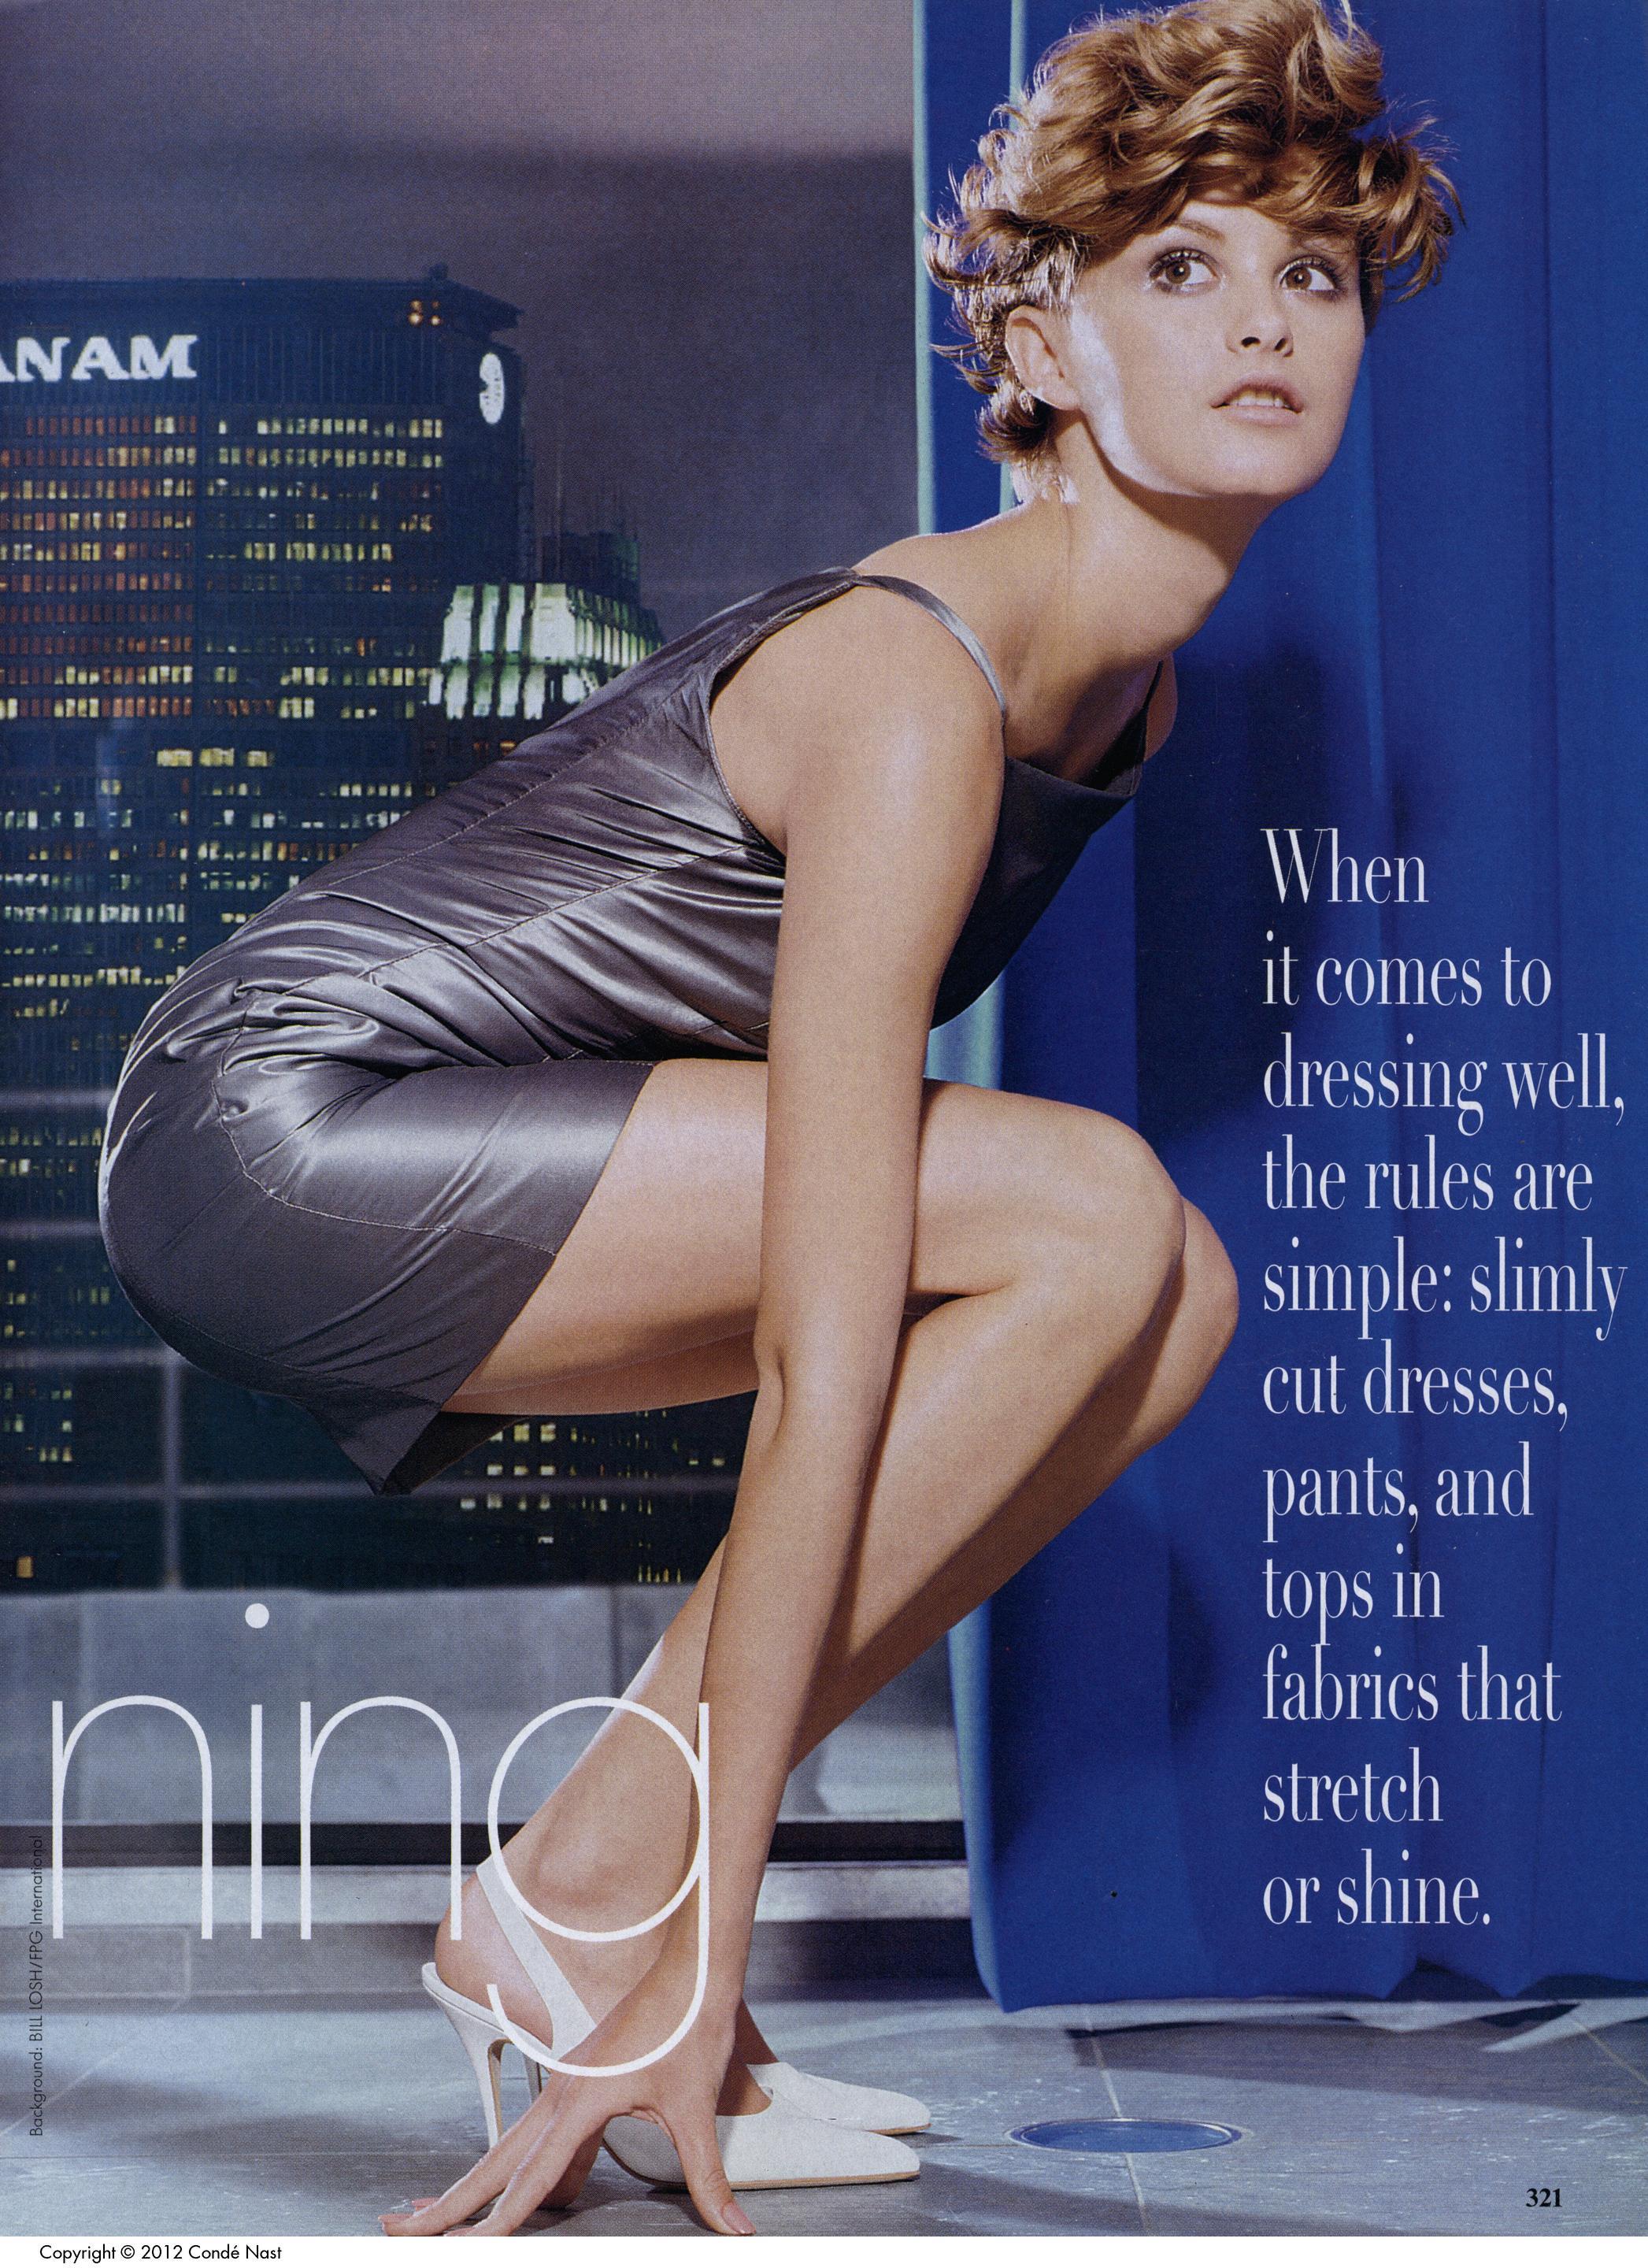 ANAM
When
it comes to
dressing well,
the rules are
simple: slimly
cut dresses,
pants, and
tops in
fabrics that
stretch
or shine.
ning
Background: BILL LOSH/FPG International
321
Copyright © 2012 Condé Nast